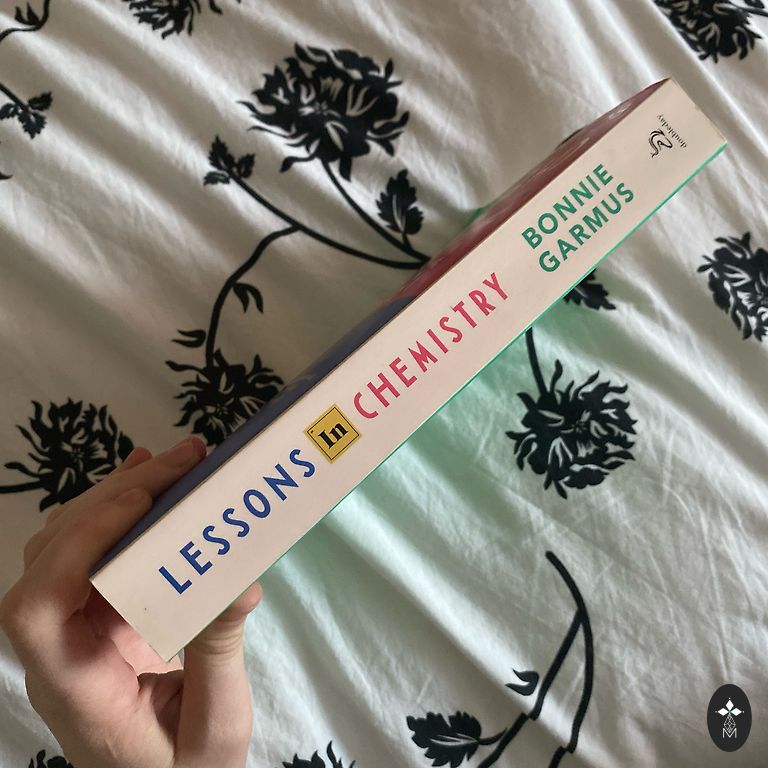 LESSONS In CHEMISTRY
BONNIE
GARMUS
doubleday
M